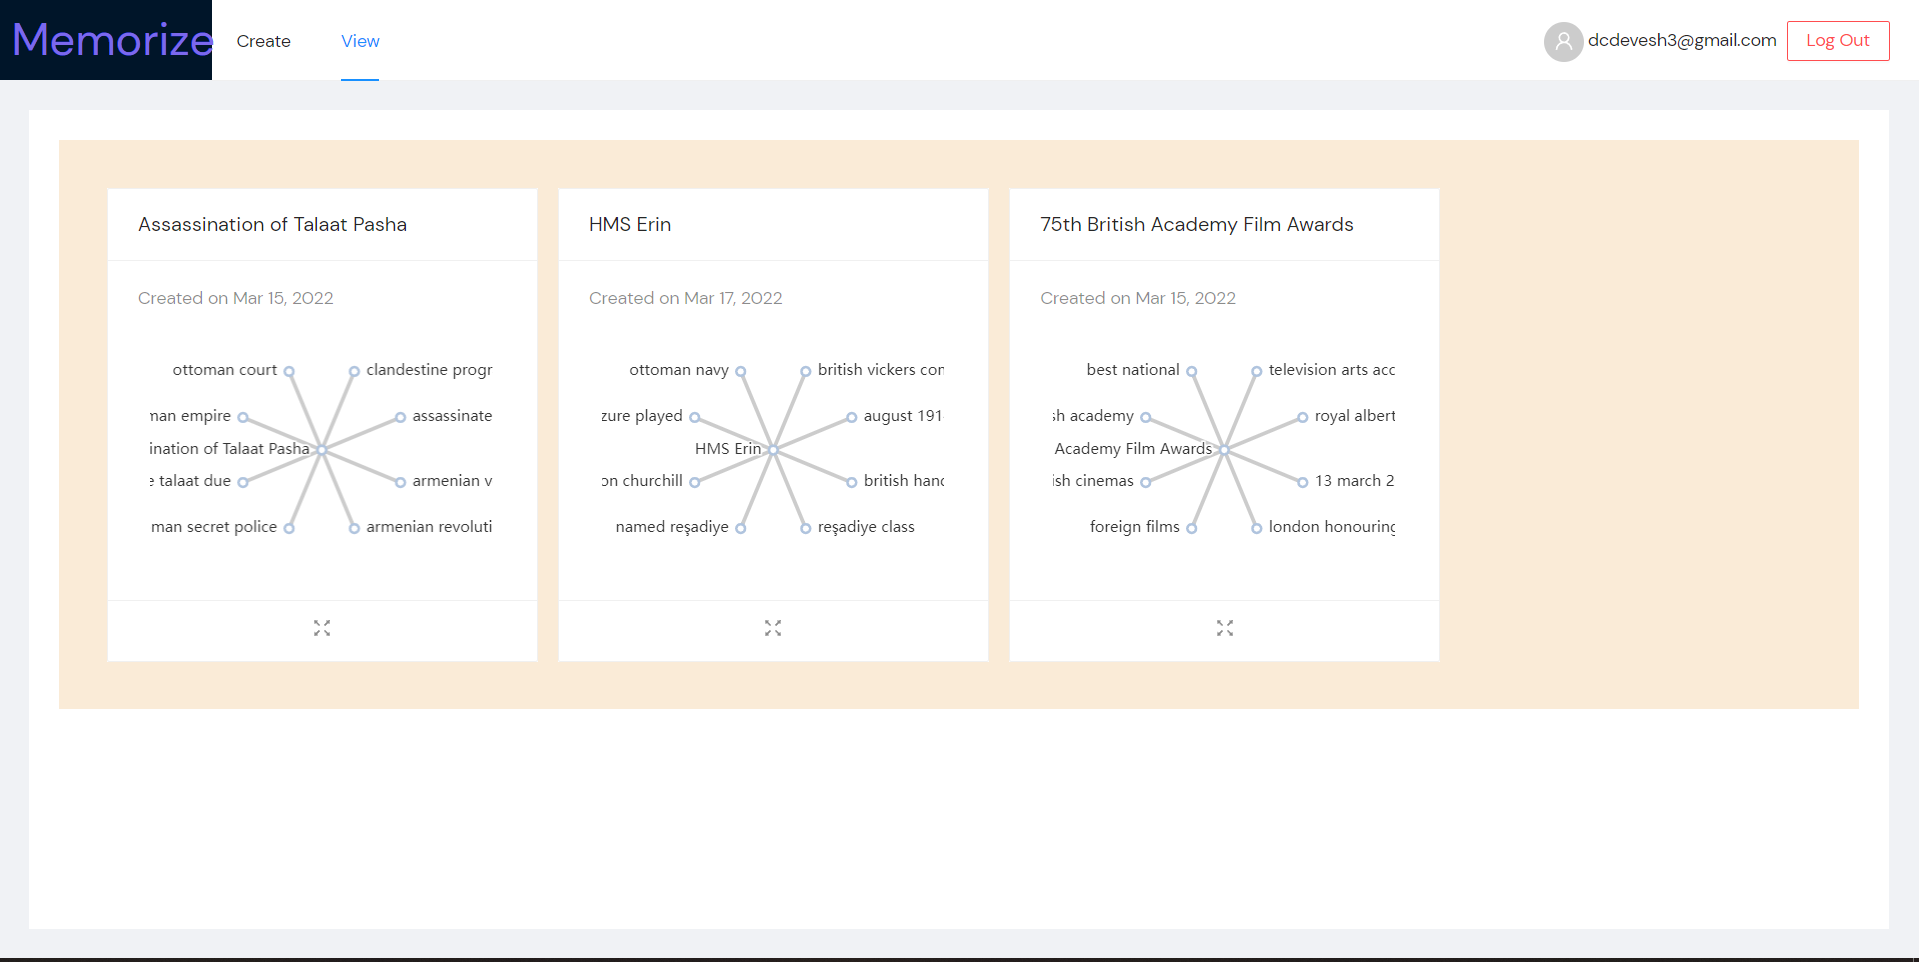 Memorize
Create
View
dcdevesh3@gmail.com
Log Out
Assassination of Talaat Pasha
Created on Mar 15, 2022
ottoman court
clandestine progr
man empire
assassinate
ination of Talaat Pasha
e talaat due
armenian v
man secret police
armenian revoluti
HMS Erin
Created on Mar 17, 2022
ottoman navy
british vickers con
zure played
august 191
HMS Erin
on churchill
british hand
named reşadiye
reşadiye class
75th British Academy Film Awards
Created on Mar 15, 2022
best national
television arts acc
sh academy
royal albert
Academy Film Awards
ish cinemas
13 march 2
foreign films
london honouring